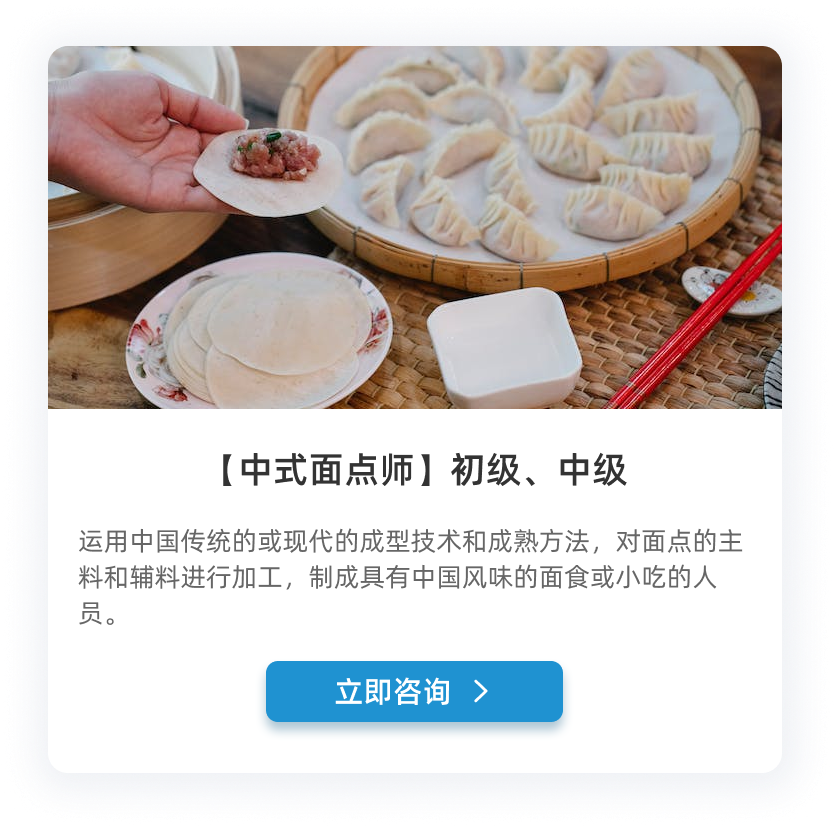 【中式面点师】初级、中级
运用中国传统的或现代的成型技术和成熟方法，对面点的主
料和辅料进行加工，制成具有中国风味的面食或小吃的人
员。
立即咨询